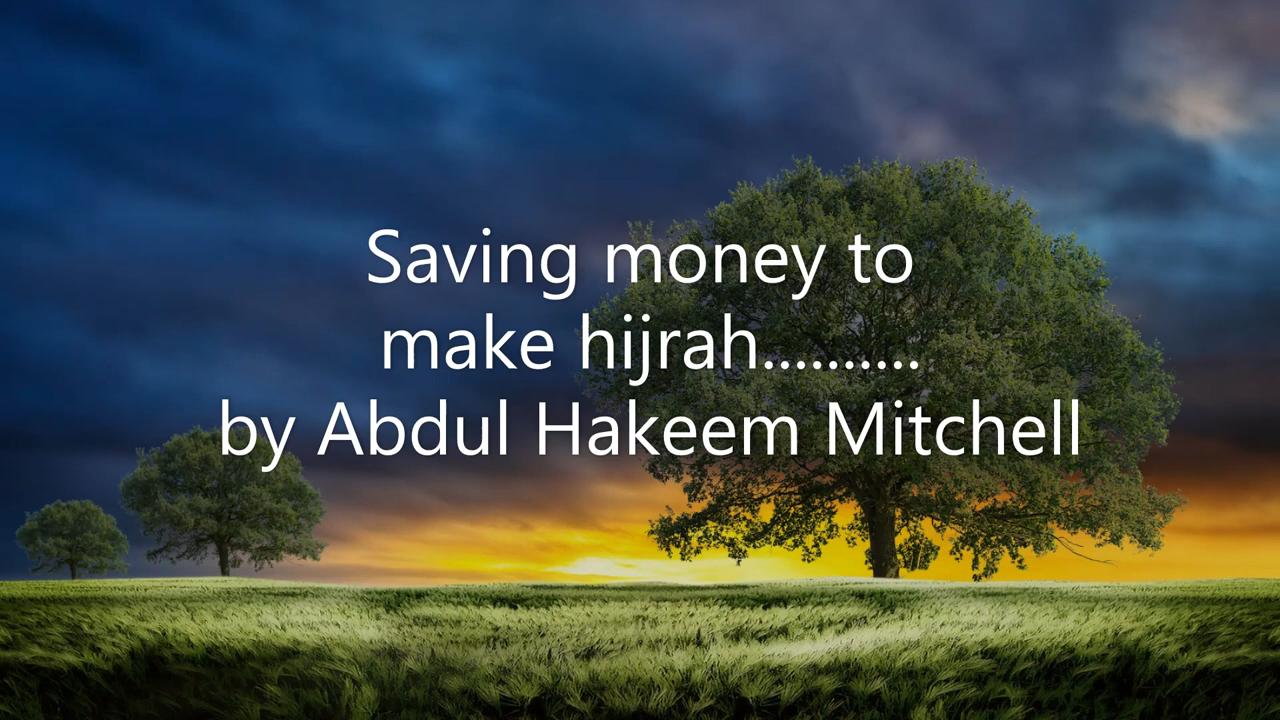 Saving money to
make hijrah..........
by Abdul Hakeem Mitchell